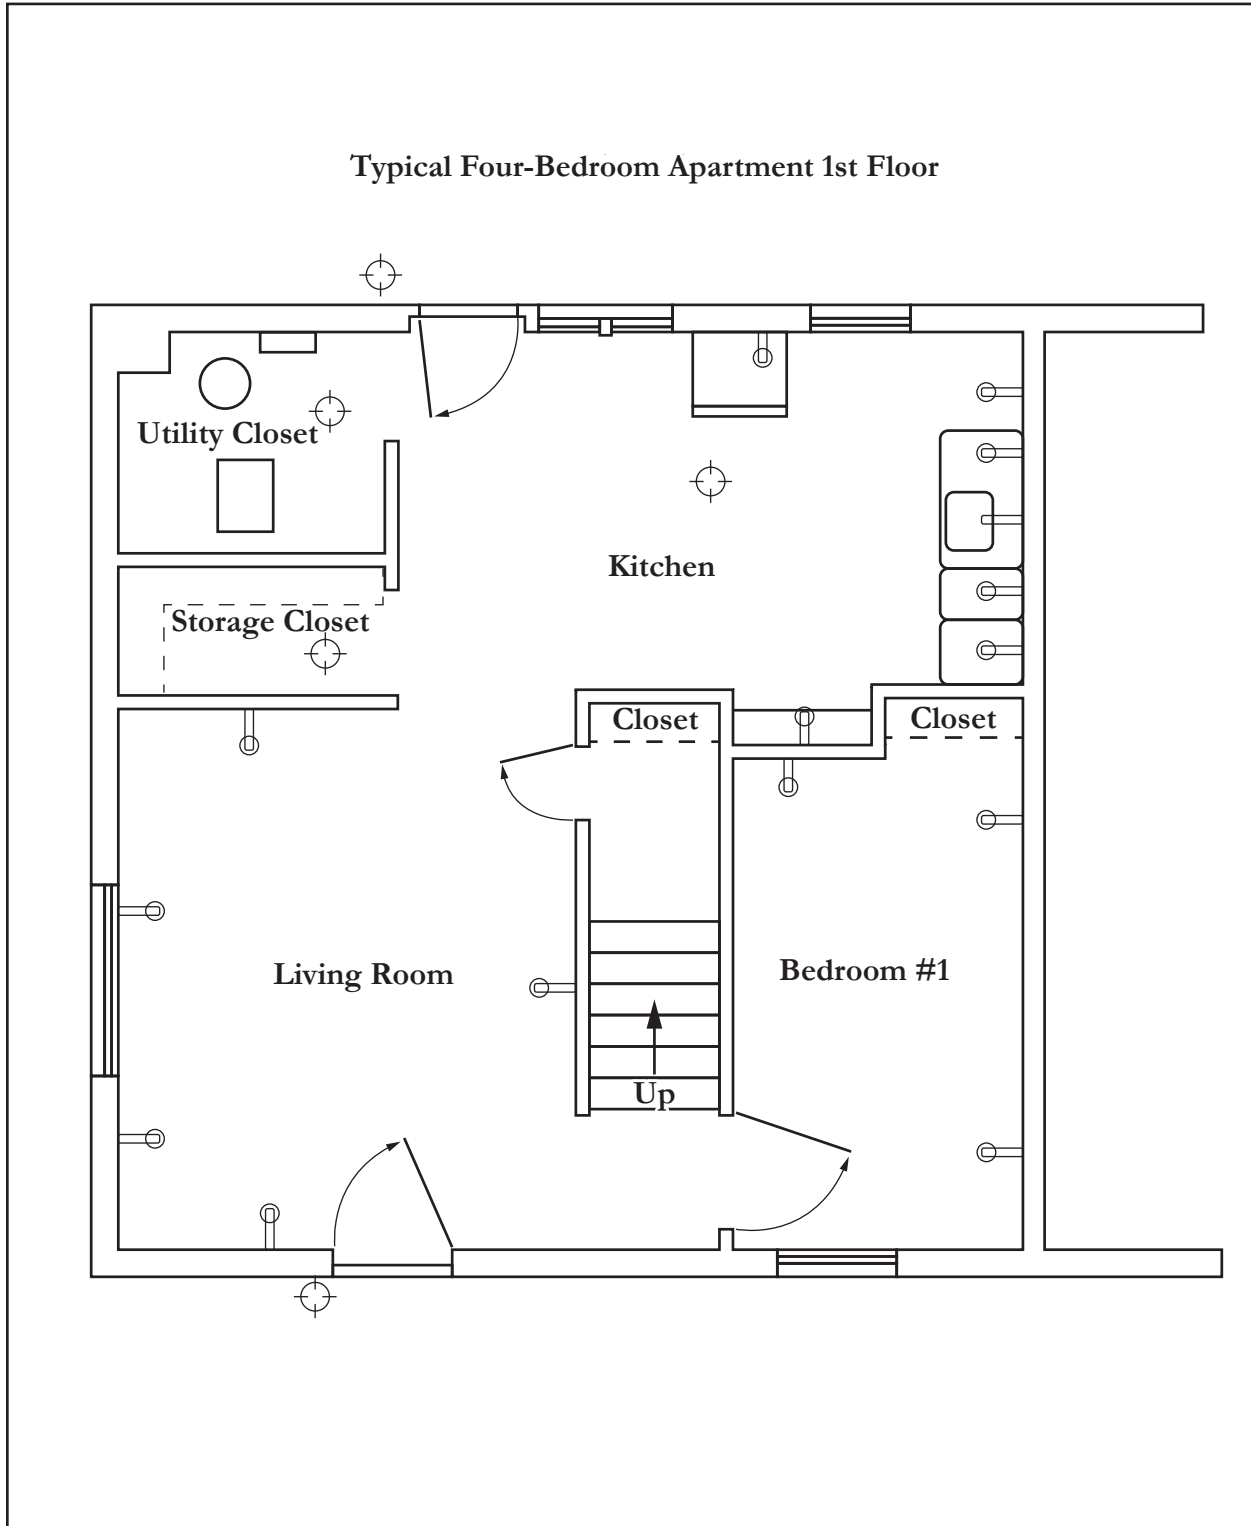 Typical Four-Bedroom Apartment 1st Floor
Utility Closet
Kitchen
Storage Closet
Closet
Closet
Living Room
Bedroom #1
Up